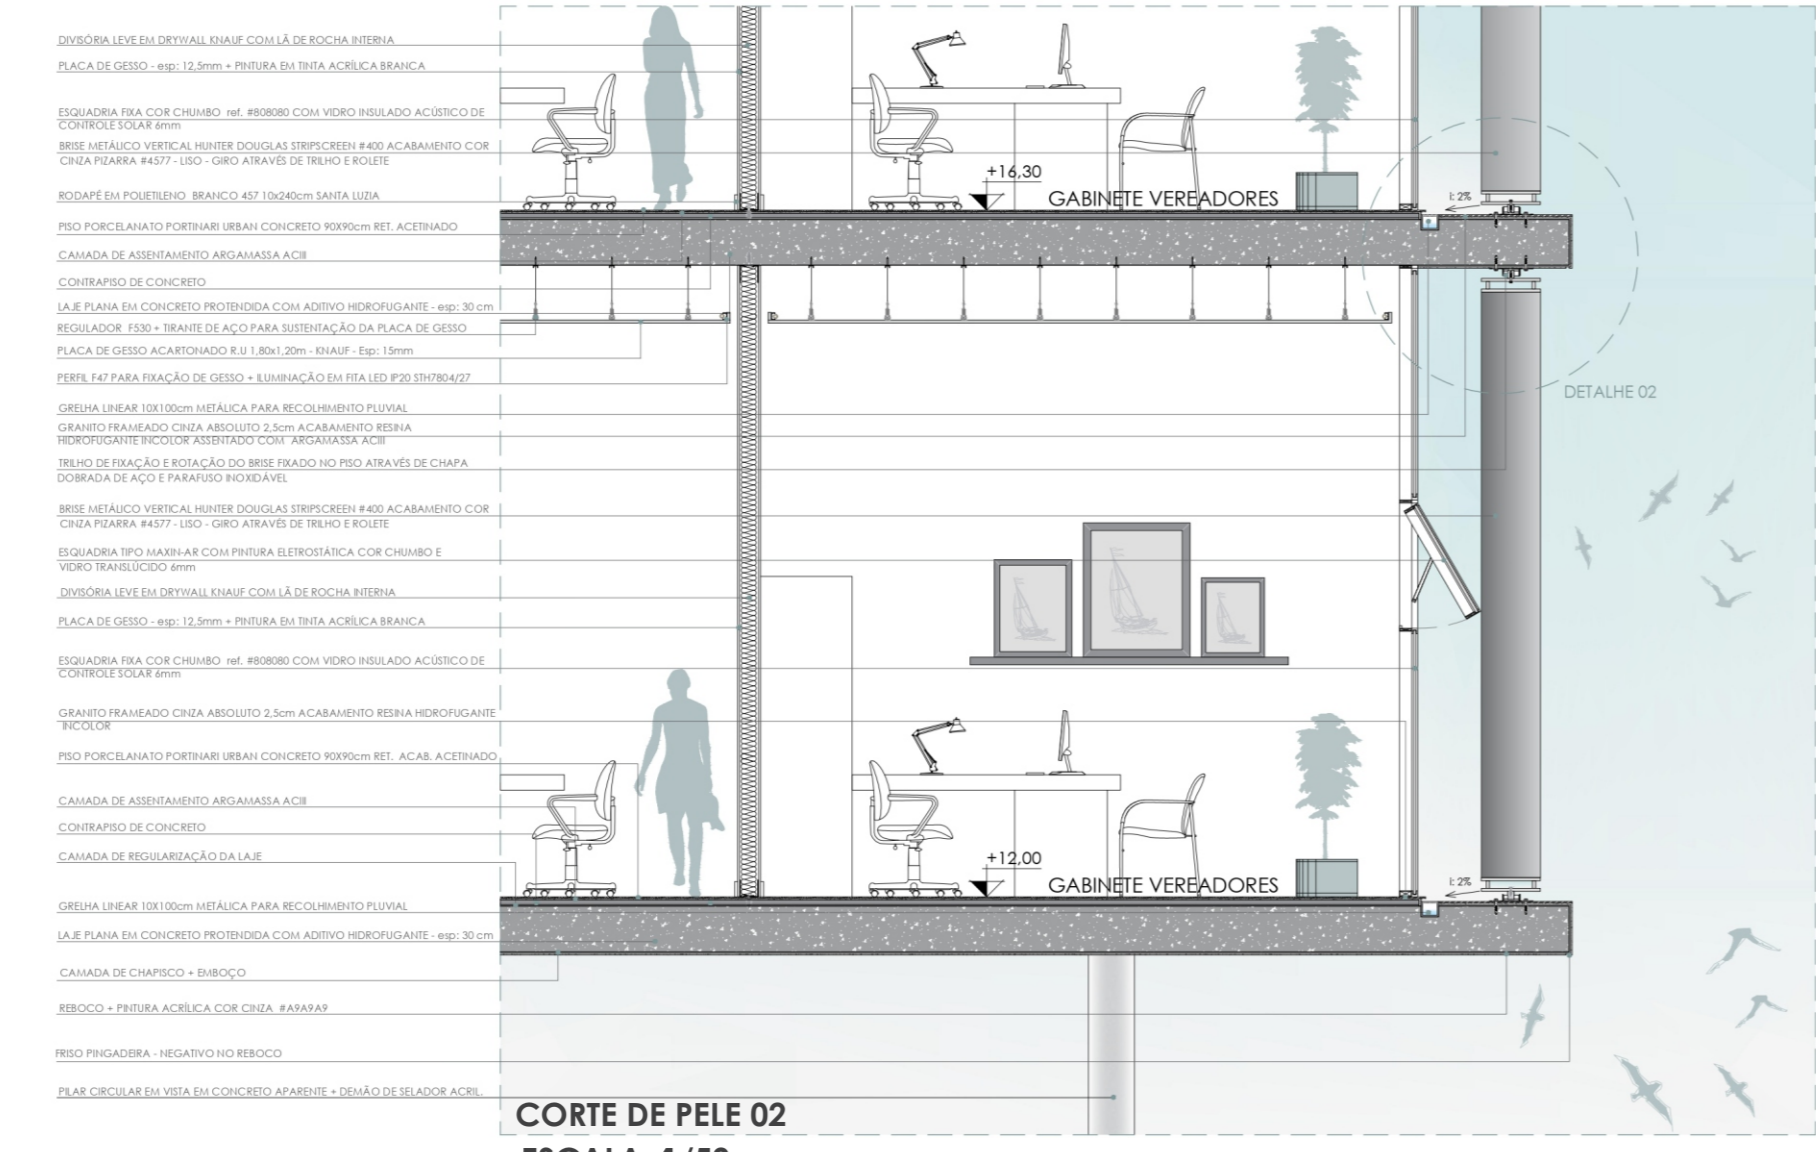 DIVISÓRIA LEVE EM DRYWALL KNAUF COM LÃ DE ROCHA INTERNA
PLACA DE GESSO - esp: 12,5mm + PINTURA EM TINTA ACRÍLICA BRANCA
ESQUADRIA FIXA COR CHUMBO ref. #808080 COM VIDRO INSULADO ACÚSTICO DE
CONTROLE SOLAR 6mm
BRISE METÁLICO VERTICAL HUNTER DOUGLAS STRIPSCREEN #400 ACABAMENTO COR
CINZA PIZARRA #4577 - LISO - GIRO ATRAVÉS DE TRILHO E ROLETE
RODAPÉ EM POLIETILENO BRANCO 457 10x240cm SANTA LUZIA
PISO PORCELANATO PORTINARI URBAN CONCRETO 90X90cm RET. ACETINADO
CAMADA DE ASSENTAMENTO ARGAMASSA ACIII
CONTRAPISO DE CONCRETO
LAJE PLANA EM CONCRETO PROTENDIDA COM ADITIVO HIDROFUGANTE - esp: 30 cm
REGULADOR F530 + TIRANTE DE AÇO PARA SUSTENTAÇÃO DA PLACA DE GESSO
PLACA DE GESSO ACARTONADO R.U 1,80x1,20m - KNAUF - Esp: 15mm
PERFIL F47 PARA FIXAÇÃO DE GESSO + ILUMINAÇÃO EM FITA LED IP20 STH7804/27
GRELHA LINEAR 10X100cm METÁLICA PARA RECOLHIMENTO PLUVIAL
GRANITO FRAMEADO CINZA ABSOLUTO 2,5cm ACABAMENTO RESINA
HIDROFUGANTE INCOLOR ASSENTADO COM ARGAMASSA ACIII
TRILHO DE FIXAÇÃO E ROTAÇÃO DO BRISE FIXADO NO PISO ATRAVÉS DE CHAPA
DOBRADA DE AÇO E PARAFUSO INOXIDÁVEL
BRISE METÁLICO VERTICAL HUNTER DOUGLAS STRIPSCREEN #400 ACABAMENTO COR
CINZA PIZARRA #4577 - LISO - GIRO ATRAVÉS DE TRILHO E ROLETE
ESQUADRIA TIPO MAXIN-AR COM PINTURA ELETROSTÁTICA COR CHUMBO E
VIDRO TRANSLÚCIDO 6mm
DIVISÓRIA LEVE EM DRYWALL KNAUF COM LÃ DE ROCHA INTERNA
PLACA DE GESSO - esp: 12,5mm + PINTURA EM TINTA ACRÍLICA BRANCA
ESQUADRIA FIXA COR CHUMBO ref. #808080 COM VIDRO INSULADO ACÚSTICO DE
CONTROLE SOLAR 6mm
GRANITO FRAMEADO CINZA ABSOLUTO 2,5cm ACABAMENTO RESINA HIDROFUGANTE
INCOLOR
PISO PORCELANATO PORTINARI URBAN CONCRETO 90X90cm RET. ACAB. ACETINADO
CAMADA DE ASSENTAMENTO ARGAMASSA ACIII
CONTRAPISO DE CONCRETO
CAMADA DE REGULARIZAÇÃO DA LAJE
GRELHA LINEAR 10X100cm METÁLICA PARA RECOLHIMENTO PLUVIAL
LAJE PLANA EM CONCRETO PROTENDIDA COM ADITIVO HIDROFUGANTE - esp: 30 cm
CAMADA DE CHAPISCO + EMBOÇO
REBOCO + PINTURA ACRÍLICA COR CINZA #A9A9A9
FRISO PINGADEIRA - NEGATIVO NO REBOCO
PILAR CIRCULAR EM VISTA EM CONCRETO APARENTE + DEMÃO DE SELADOR ACRIL.
+16,30
GABINETE VEREADORES
i: 2%
DETALHE 02
+12,00
GABINETE VEREADORES
i: 2%
CORTE DE PELE 02
ESCALA 1/50